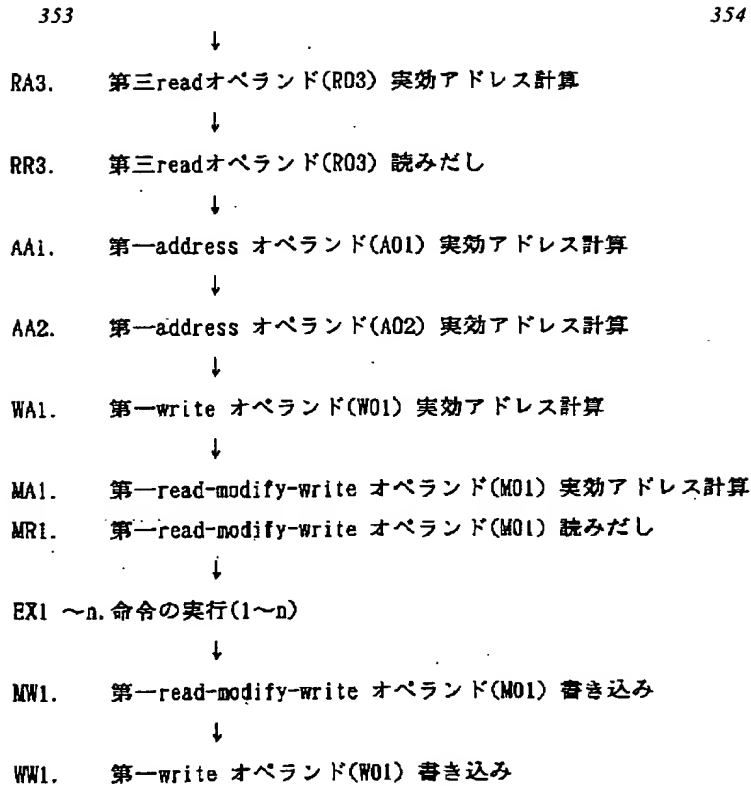 353 354
↓
RA3. 第三readオペランド(RO3) 実効アドレス計算
↓
RR3. 第三readオペランド(RO3) 読みだし
↓
AA1. 第一address オペランド(AO1) 実効アドレス計算
↓
AA2. 第一address オペランド(AO2) 実効アドレス計算
↓
WA1. 第一write オペランド(WO1) 実効アドレス計算
↓
MA1. 第一read-modify-write オペランド(MO1) 実効アドレス計算
MR1. 第一read-modify-write オペランド(MO1) 読みだし
↓
EX1 〜n. 命令の実行(1〜n)
↓
MW1. 第一read-modify-write オペランド(MO1) 書き込み
↓
WW1. 第一write オペランド(WO1) 書き込み